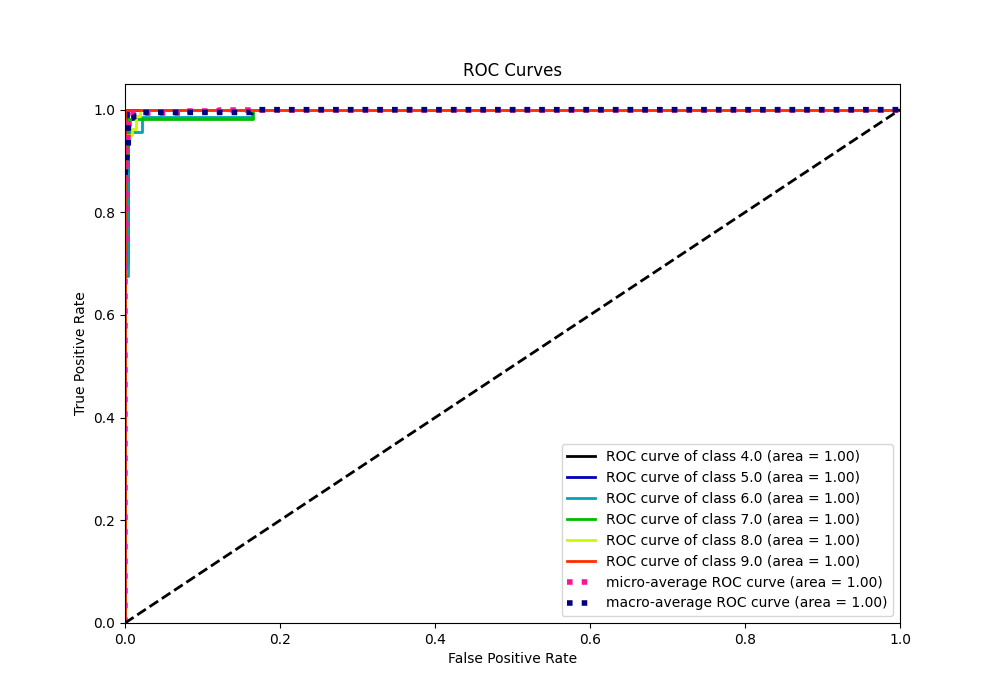 ROC Curves
1.0
0.8
0.6
0.4
0.2
0.0
True Positive Rate
ROC curve of class 4.0 (area = 1.00)
ROC curve of class 5.0 (area = 1.00)
ROC curve of class 6.0 (area = 1.00)
ROC curve of class 7.0 (area = 1.00)
ROC curve of class 8.0 (area = 1.00)
ROC curve of class 9.0 (area = 1.00)
micro-average ROC curve (area = 1.00)
macro-average ROC curve (area = 1.00)
0.0 0.2 0.4 0.6 0.8 1.0
False Positive Rate